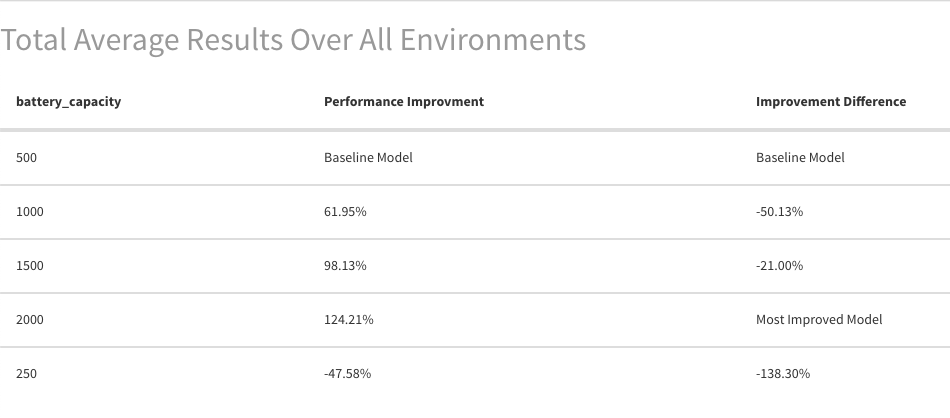 Total Average Results Over All Environments
battery_capacity Performance Improvment Improvement Difference
500 Baseline Model Baseline Model
1000 61.95% -50.13%
1500 98.13% -21.00%
2000 124.21% Most Improved Model
250 -47.58% -138.30%